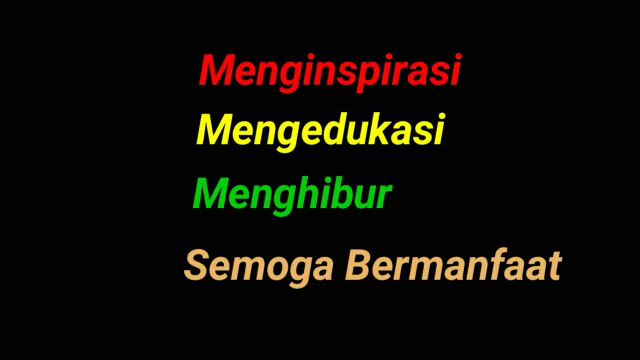 Menginspirasi
Mengedukasi
Menghibur
Semoga Bermanfaat